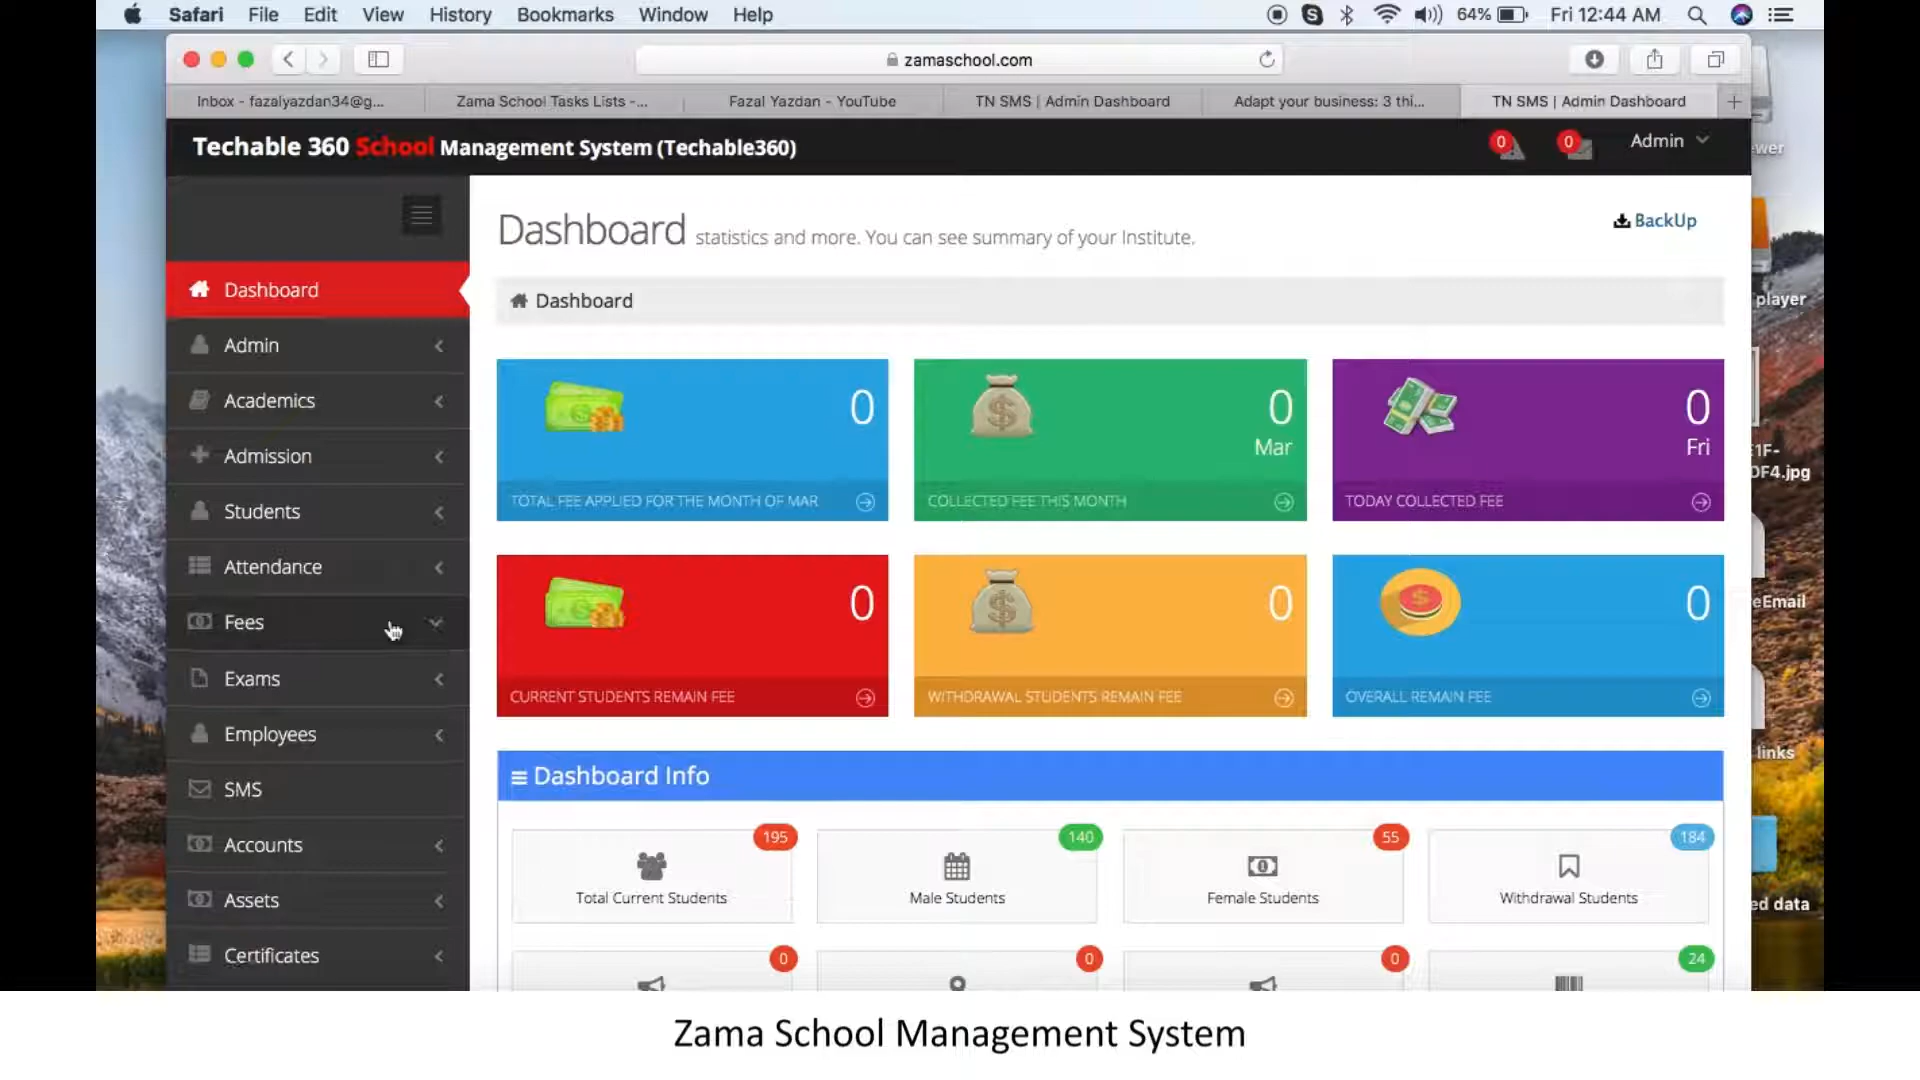 Safari File Edit View History Bookmarks Window Help 64% Fri 12:44 AM
zamaschool.com
Inbox - fazalyazdan34@g... Zama School Tasks Lists -... Fazal Yazdan - YouTube TN SMS | Admin Dashboard Adapt your business: 3 thi... TN SMS | Admin Dashboard
Techable 360 School Management System (Techable360) 0 0 Admin
Dashboard statistics and more. You can see summary of your Institute. BackUp
Dashboard
Dashboard
Admin
Academics
Admission
Students
Attendance
Fees
Exams
Employees
SMS
Accounts
Assets
Certificates
0
TOTAL FEE APPLIED FOR THE MONTH OF MAR
0
Mar
COLLECTED FEE THIS MONTH
0
Fri
TODAY COLLECTED FEE
0
CURRENT STUDENTS REMAIN FEE
0
WITHDRAWAL STUDENTS REMAIN FEE
0
OVERALL REMAIN FEE
Dashboard Info
195
Total Current Students
140
Male Students
55
Female Students
184
Withdrawal Students
0 0 0 24
player
DF4.jpg
links
Zama School Management System